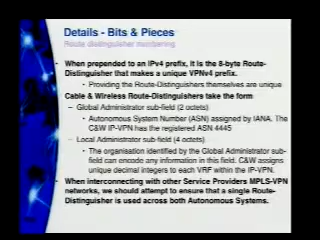 Details - Bits & Pieces
Route distinguisher numbering
• When prepended to an IPv4 prefix, it is the 8-byte Route-
Distinguisher that makes a unique VPNv4 prefix.
• Providing the Route-Distinguishers themselves are unique
Cable & Wireless Route-Distinguishers take the form
– Global Administrator sub-field (2 octets)
• Autonomous System Number (ASN) assigned by IANA. The
C&W IP-VPN has the registered ASN 4445
– Local Administrator sub-field (4 octets)
• The organisation identified by the Global Administrator sub-
field can encode any information in this field. C&W assigns
unique decimal integers to each VRF within the IP-VPN.
• When interconnecting with other Service Providers MPLS-VPN
networks, we should attempt to ensure that a single Route-
Distinguisher is used across both Autonomous Systems.